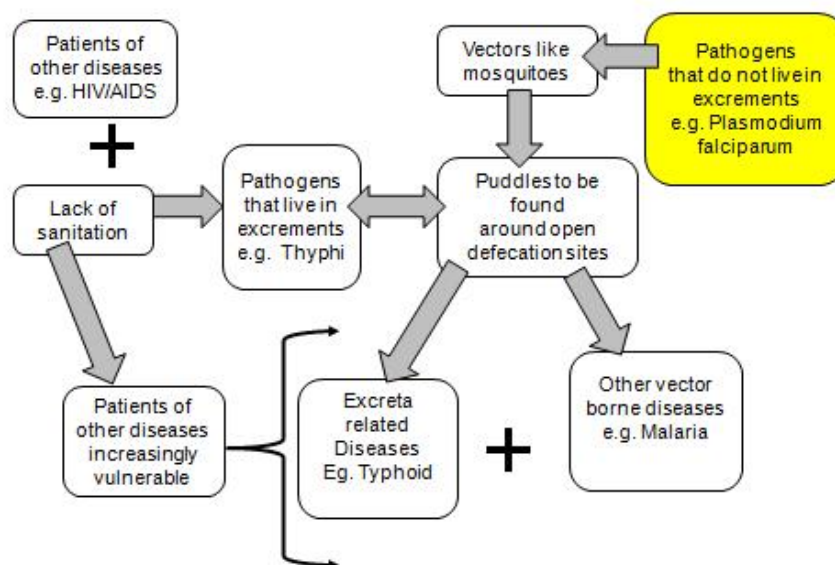 Patients of
other diseases
e.g. HIV/AIDS
+
Lack of
sanitation
Pathogens
that live in
excrements
e.g. Thyphi
Vectors like
mosquitoes
Pathogens
that do not live in
excrements
e.g. Plasmodium
falciparum
Puddles to be
found
around open
defecation sites
Patients of
other diseases
increasingly
vulnerable
Excreta
related
Diseases
Eg. Typhoid
+
Other vector
borne diseases
e.g. Malaria